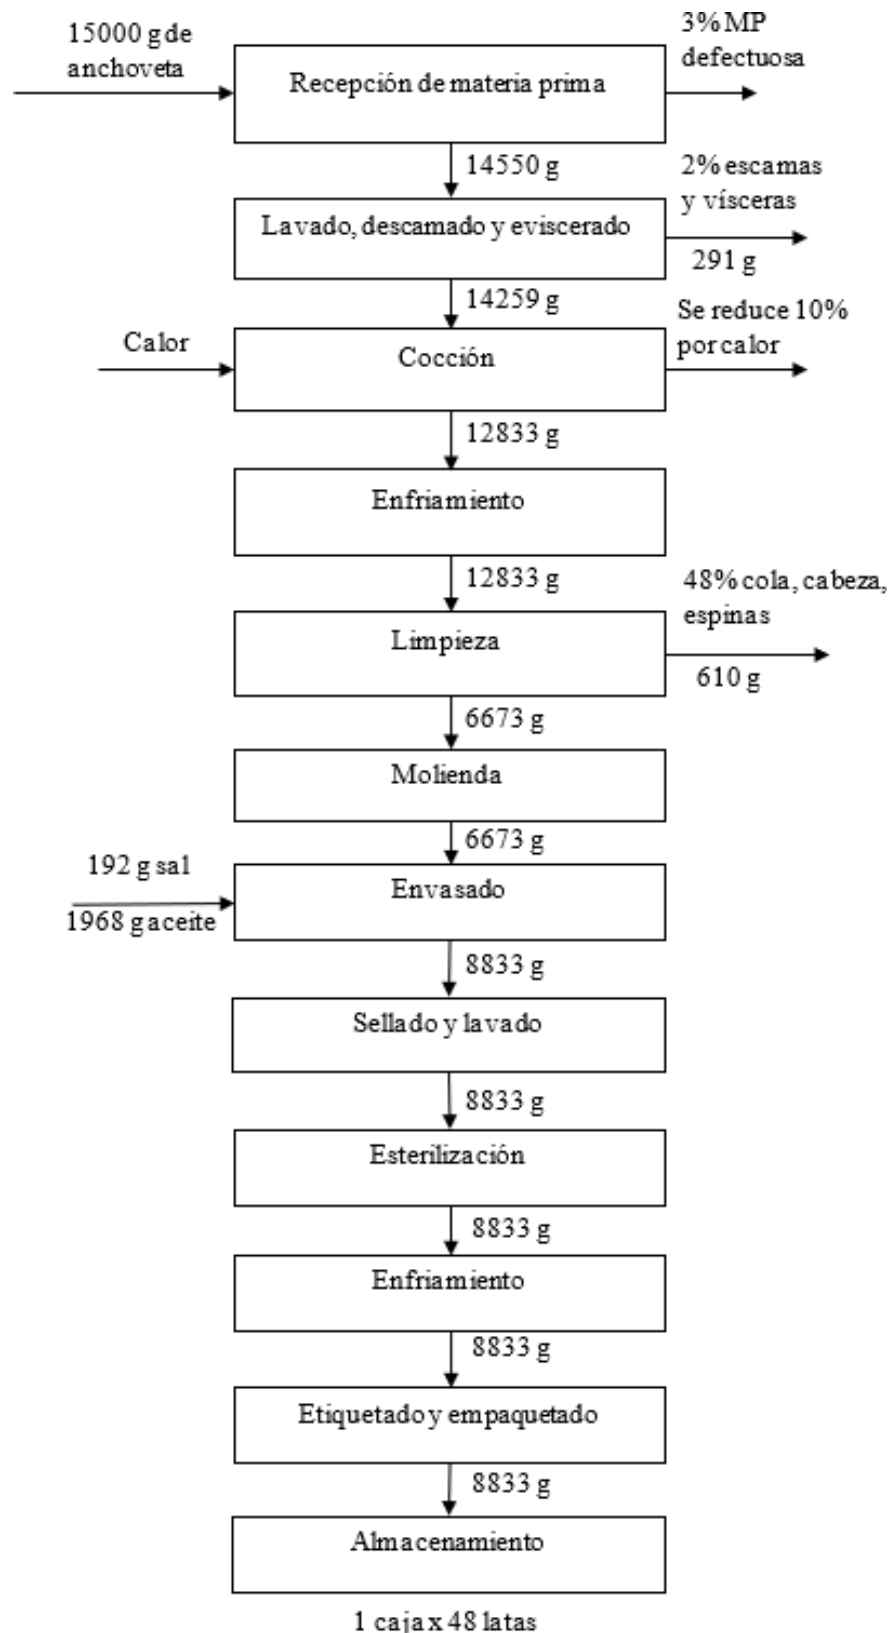 15000 g de
anchoveta
3% MP
defectuosa
Recepción de materia prima
14550 g
2% escamas
y vísceras
Lavado, descamado y eviscerado
291 g
14259 g
Se reduce 10%
por calor
Calor
Cocción
12833 g
Enfriamiento
12833 g
48% cola, cabeza,
espinas
Limpieza
610 g
6673 g
Molienda
6673 g
192 g sal
1968 g aceite
Envasado
8833 g
Sellado y lavado
8833 g
Esterilización
8833 g
Enfriamiento
8833 g
Etiquetado y empaquetado
8833 g
Almacenamiento
1 caja x 48 latas